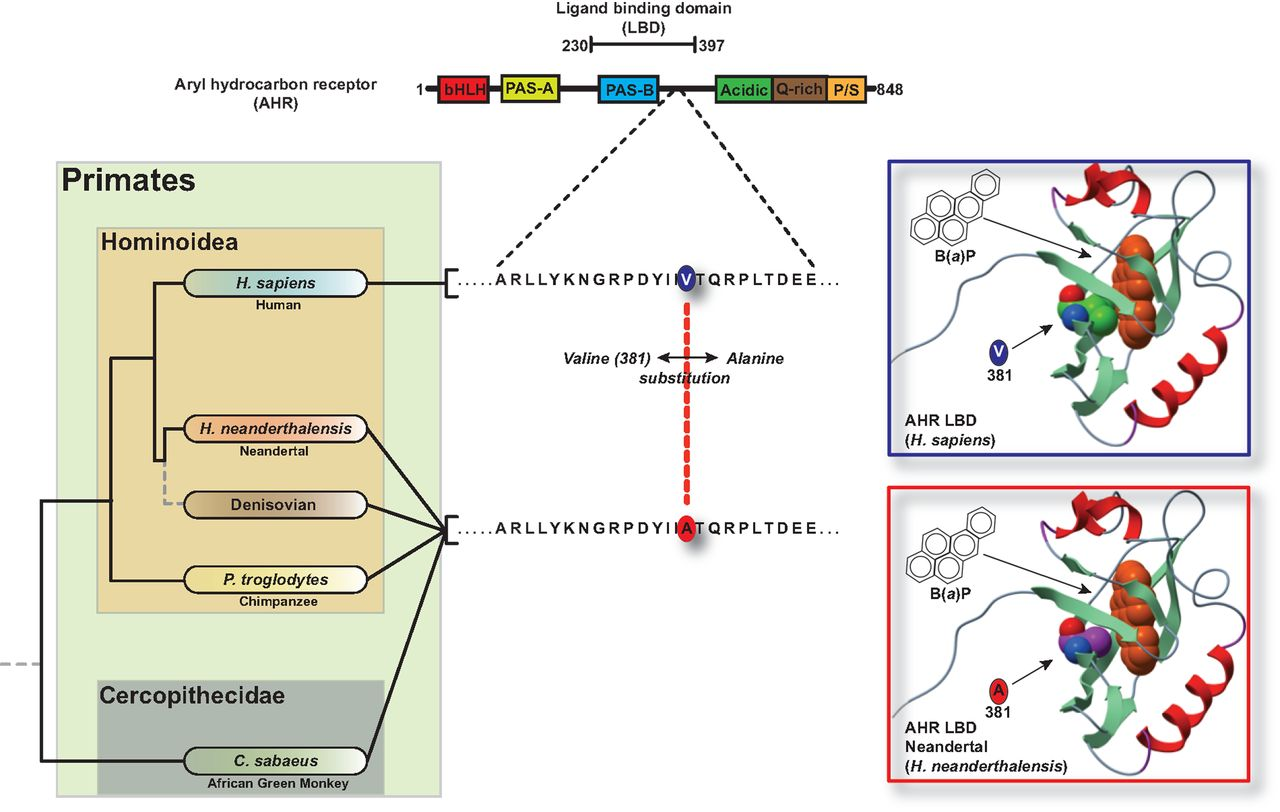 Ligand binding domain
(LBD)
230
397
Aryl hydrocarbon receptor
(AHR)
1
bHLH
PAS-A
PAS-B
Acidic
Q-rich
P/S
848
Primates
Hominoidea
H. sapiens
Human
H. neanderthalensis
Neandertal
Denisovian
P. troglodytes
Chimpanzee
Cercopithecidae
C. sabaeus
African Green Monkey
.....ARLLYKNGRPDYIIVTQRPLTDEE...
Valine (381)
Alanine
substitution
.....ARLLYKNGRPDYIIATQRPLTDEE...
B(a)P
V
381
AHR LBD
(H. sapiens)
B(a)P
A
381
AHR LBD
Neandertal
(H. neanderthalensis)